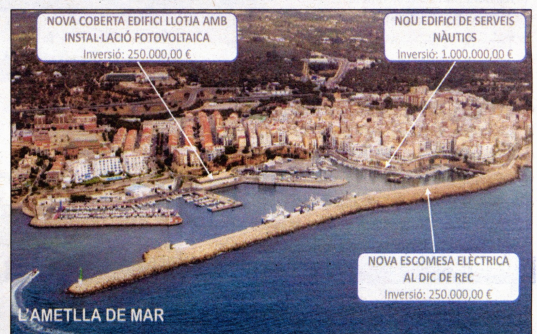 NOVA COBERTA EDIFICI LLOTJA AMB
INSTAL·LACIÓ FOTOVOLTAICA
Inversió: 250.000,00 €
NOU EDIFICI DE SERVEIS
NÀUTICS
Inversió: 1.000.000,00 €
NOVA ESCOMESA ELÈCTRICA
AL DIC DE REC
Inversió: 250.000,00 €
L'AMETLLA DE MAR